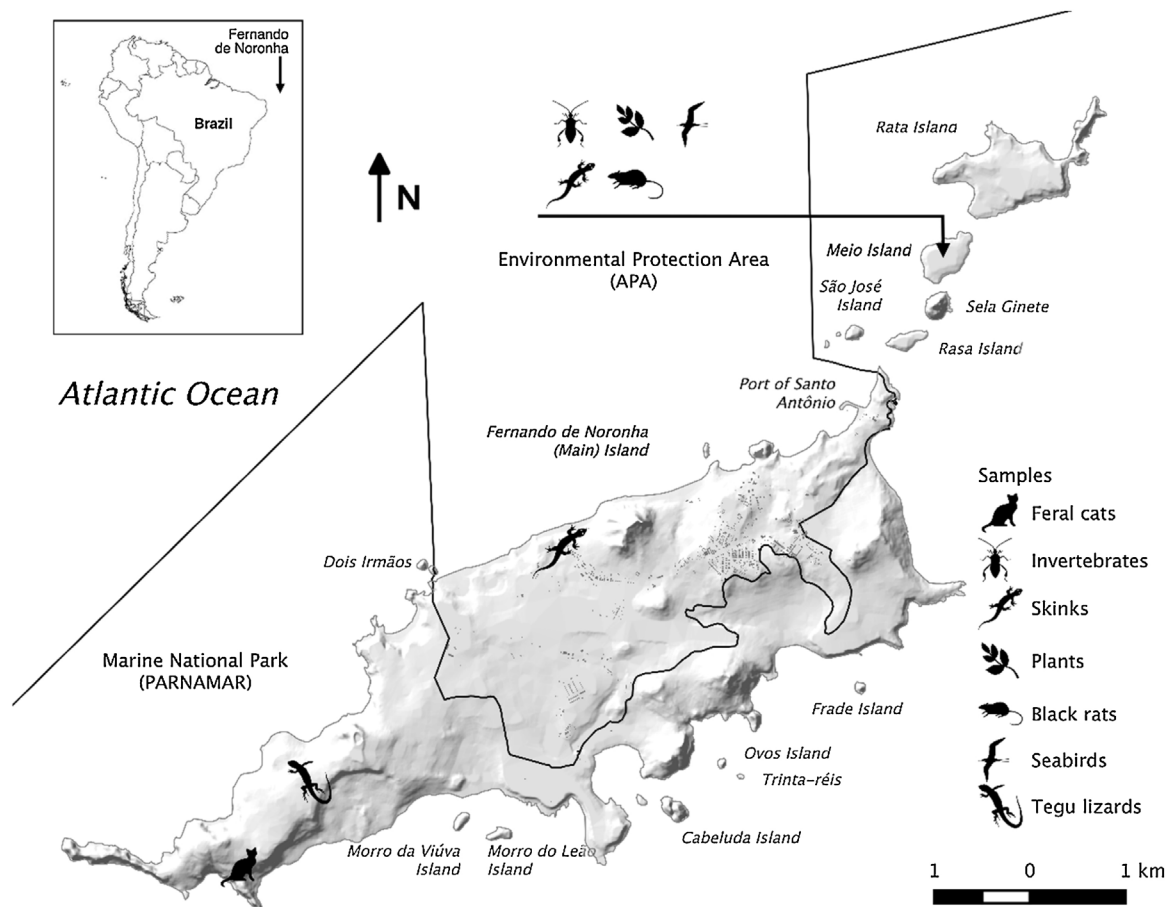 Fernando
de Noronha
Brazil
N
Rata Island
Environmental Protection Area
(APA)
Meio Island
São José
Island
Sela Ginete
Rasa Island
Atlantic Ocean
Port of Santo
Antônio
Fernando de Noronha
(Main) Island
Samples
Feral cats
Invertebrates
Skinks
Plants
Black rats
Seabirds
Tegu lizards
Dois Irmãos
Marine National Park
(PARNAMAR)
Frade Island
Ovos Island
Trinta-réis
Cabeluda Island
Morro da Viúva
Island
Morro do Leão
Island
1 0 1 km